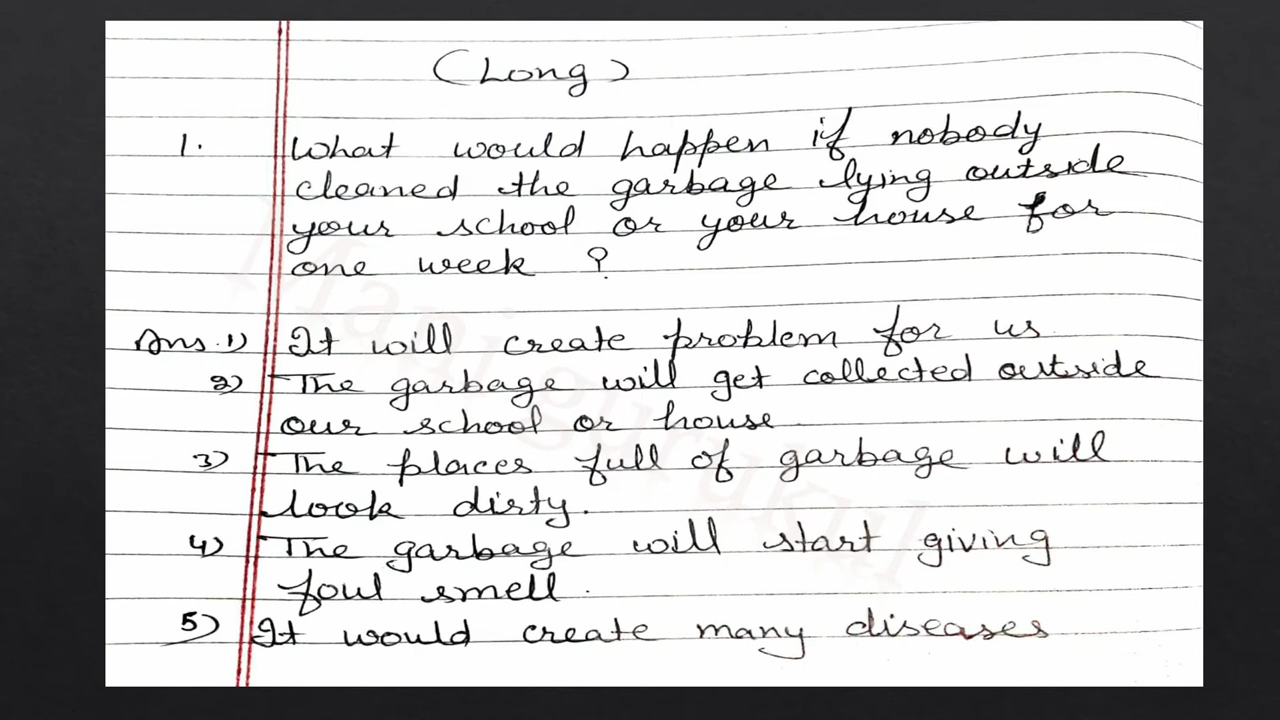 (Long)
1. What would happen if nobody
cleaned the garbage lying outside
your school or your house for
one week ?
Ans. 1) It will create problem for us.
2) The garbage will get collected outside
our school or house
3) The places full of garbage will
look dirty.
4) The garbage will start giving
foul smell.
5) It would create many diseases
Mani gurukul